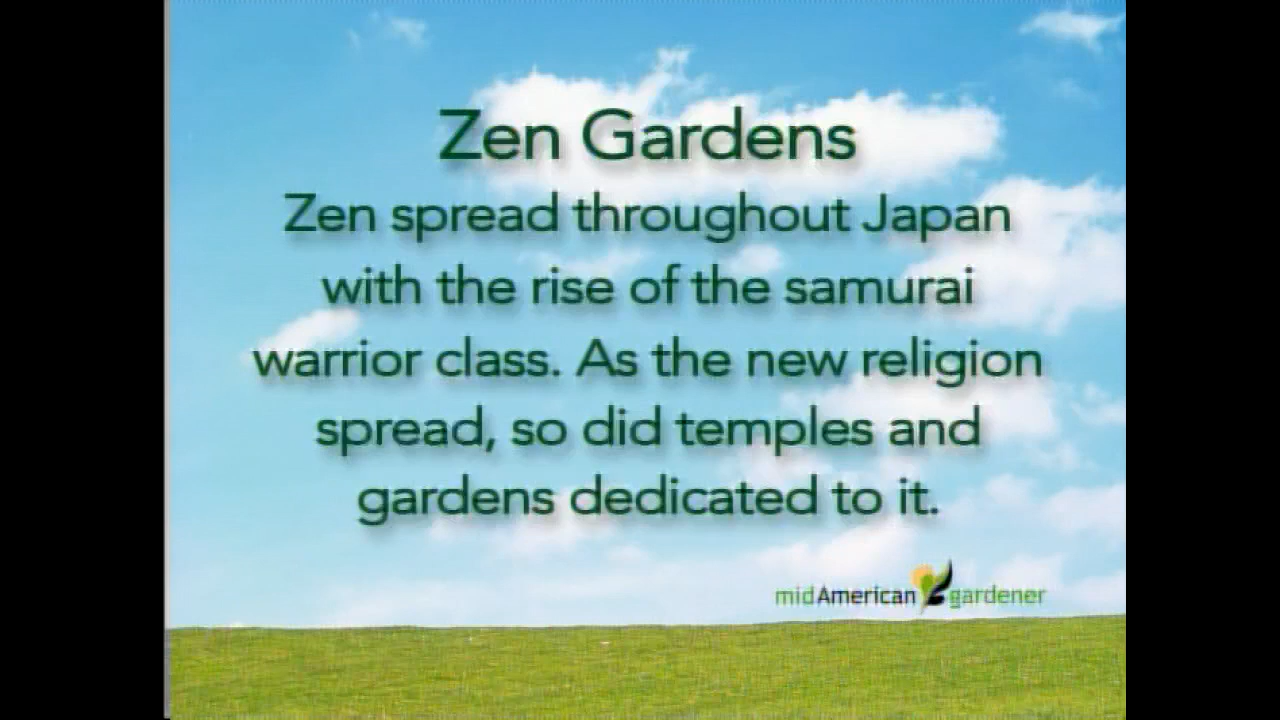 Zen Gardens
Zen spread throughout Japan
with the rise of the samurai
warrior class. As the new religion
spread, so did temples and
gardens dedicated to it.
midAmerican gardener